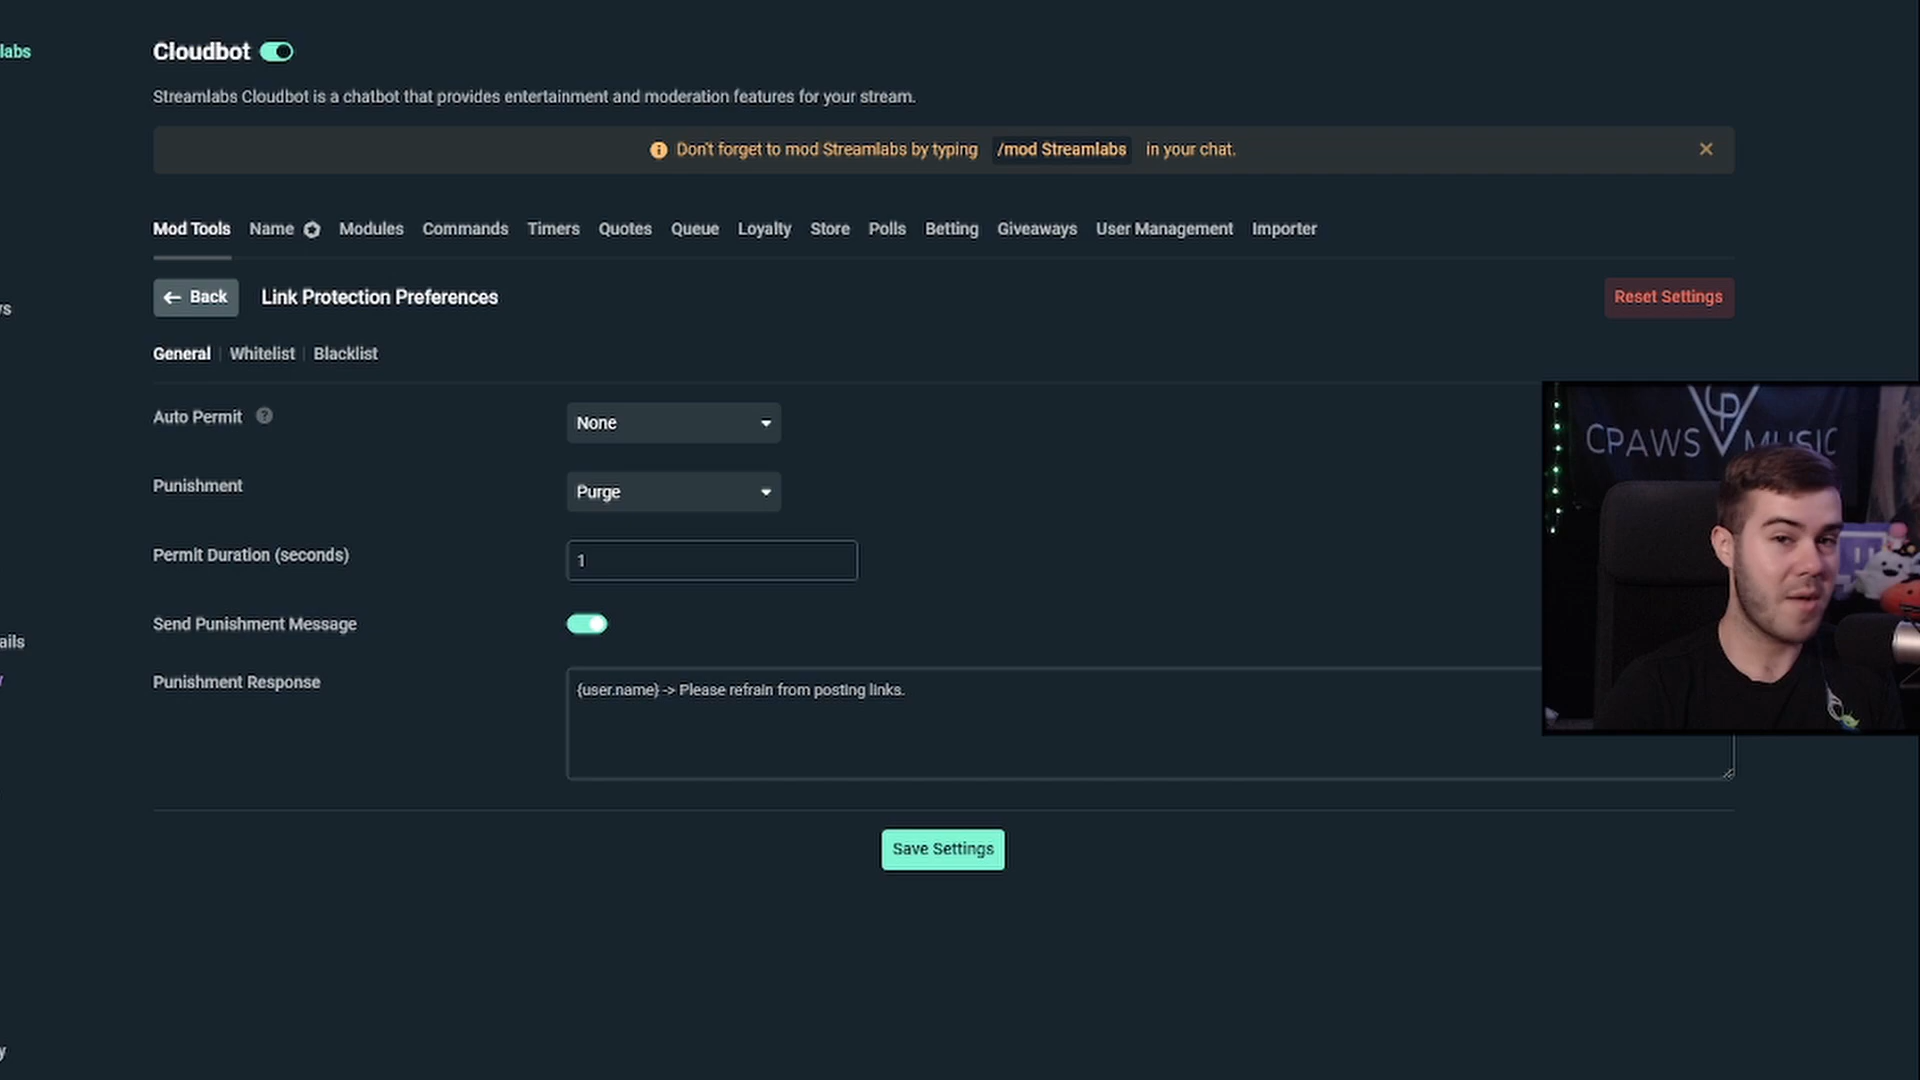 labs
Cloudbot
Streamlabs Cloudbot is a chatbot that provides entertainment and moderation features for your stream.
Don't forget to mod Streamlabs by typing /mod Streamlabs in your chat.
Mod Tools Name Modules Commands Timers Quotes Queue Loyalty Store Polls Betting Giveaways User Management Importer
Back Link Protection Preferences Reset Settings
General | Whitelist | Blacklist
Auto Permit ? None
Punishment Purge
Permit Duration (seconds) 1
Send Punishment Message
Punishment Response {user.name} -> Please refrain from posting links.
Save Settings
CP
CPAWS MUSIC
ails